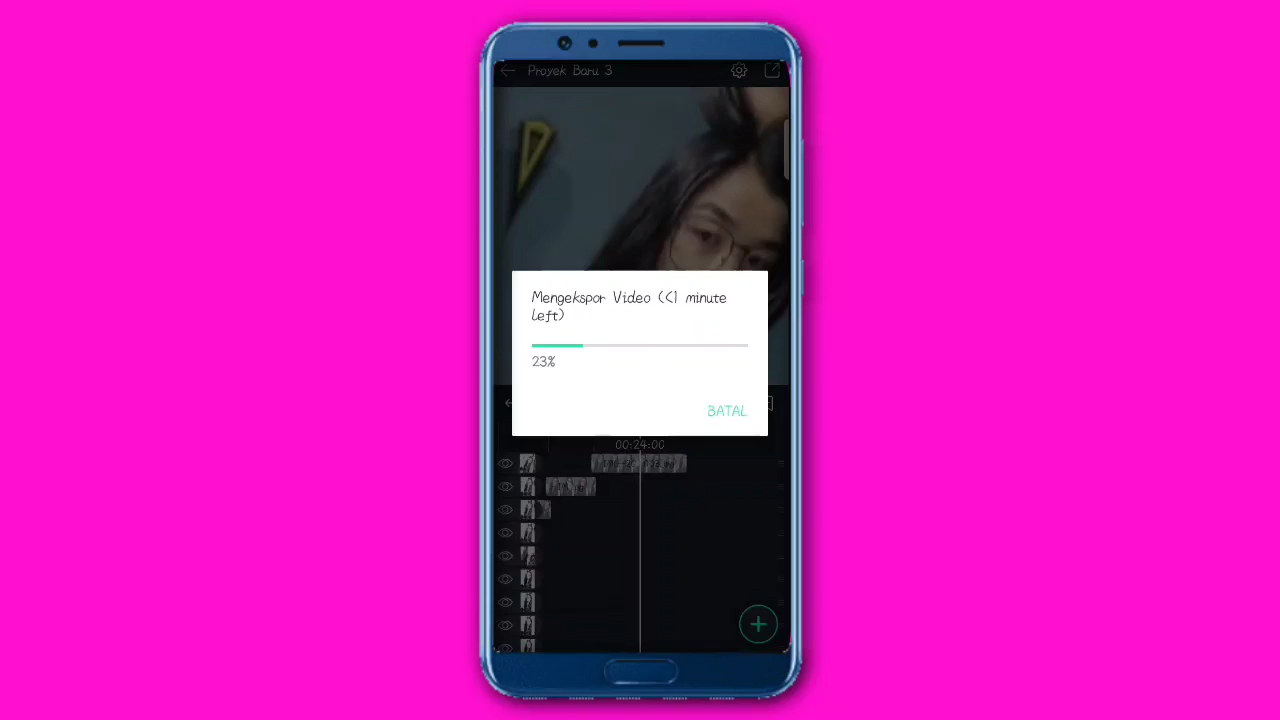 Proyek Baru 3
Mengekspor Video (<1 minute
left)
23%
BATAL
00:24:00